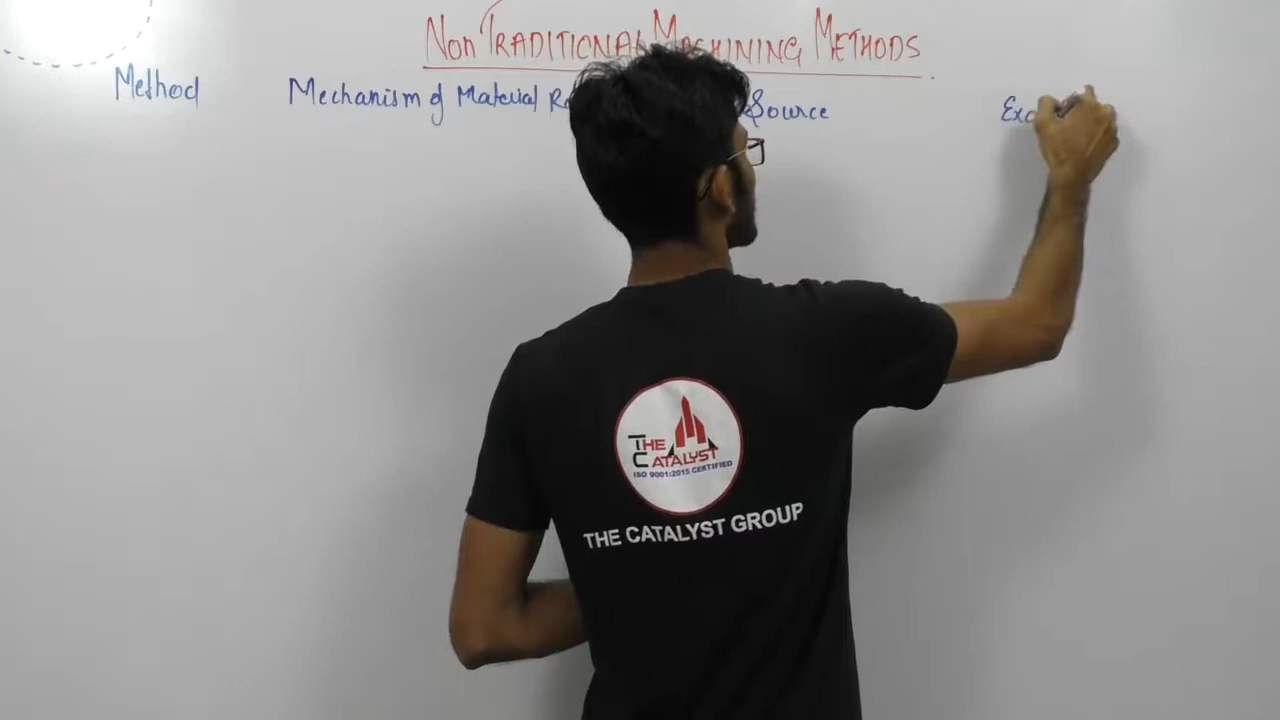 NON TRADITIONAL MACHINING METHODS
Method Mechanism of Material Source
THE
CATALYST
ISO 9001:2015 CERTIFIED
THE CATALYST GROUP